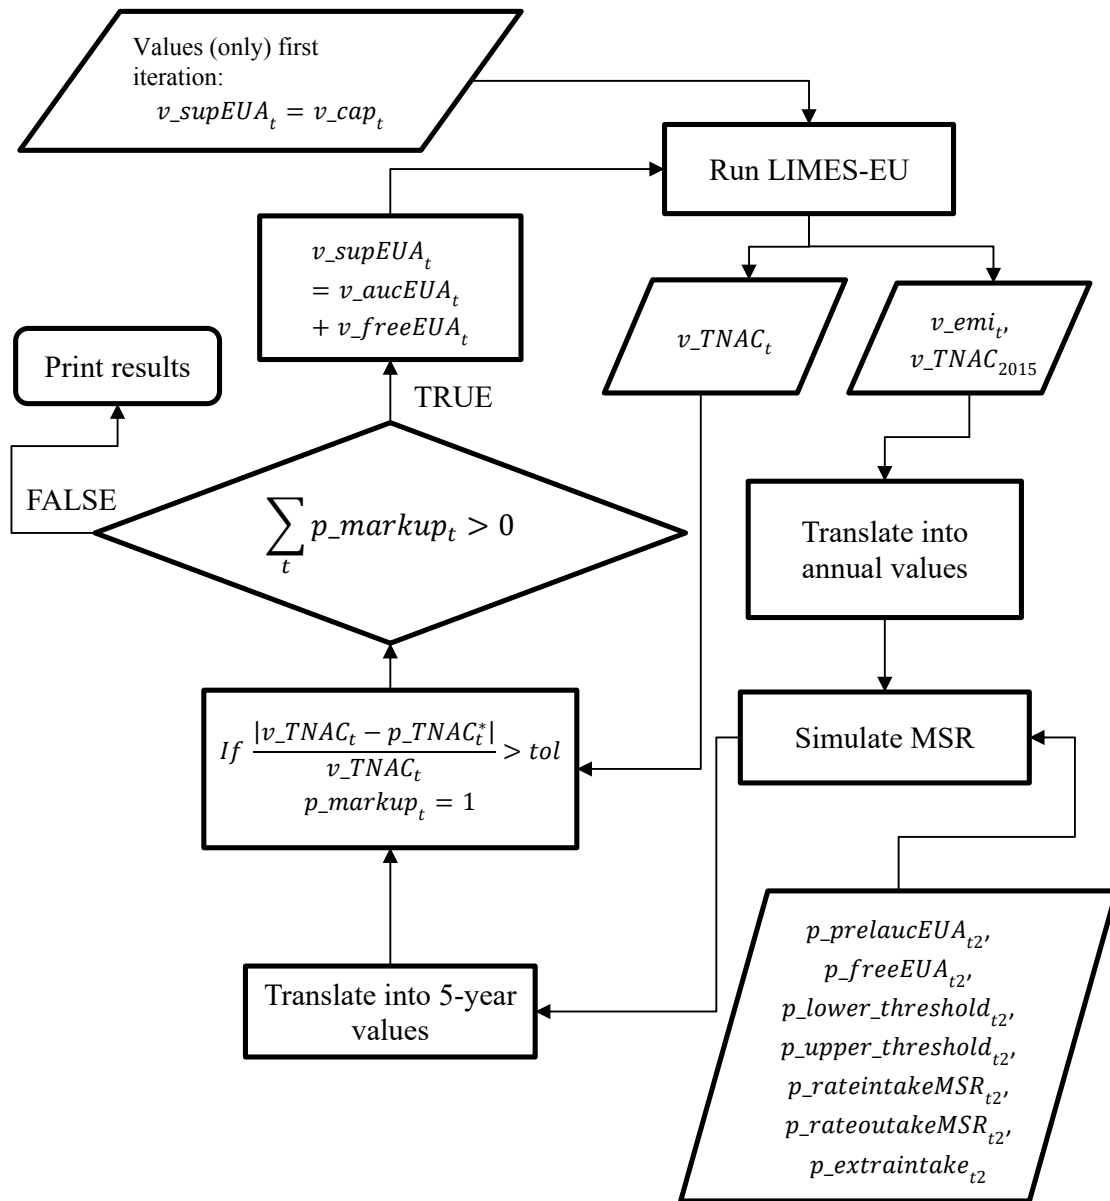 Values (only) first
iteration:
v_supEUA_t = v_cap_t
Run LIMES-EU
v_supEUA_t
= v_aucEUA_t
+ v_freeEUA_t
v_TNAC_t
v_emi_t,
v_TNAC_2015
Print results
TRUE
FALSE
∑_t p_markup_t > 0
Translate into
annual values
If |v_TNAC_t − p_TNAC_t^*| / v_TNAC_t > tol
p_markup_t = 1
Simulate MSR
Translate into 5-year
values
p_prelaucEUA_t2,
p_freeEUA_t2,
p_lower_threshold_t2,
p_upper_threshold_t2,
p_rateintakeMSR_t2,
p_rateoutakeMSR_t2,
p_extraintake_t2